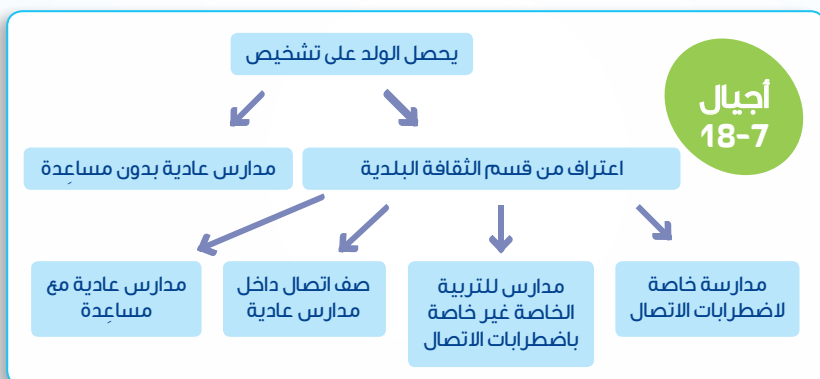 أجيال
18-7
يحصل الولد على تشخيص
اعتراف من قسم الثقافة البلدية
مدارس عادية بدون مساعِدة
مدارسة خاصة
لاضطرابات الاتصال
مدارس للتربية
الخاصة غير خاصة
باضطرابات الاتصال
صف اتصال داخل
مدارس عادية
مدارس عادية مع
مساعِدة